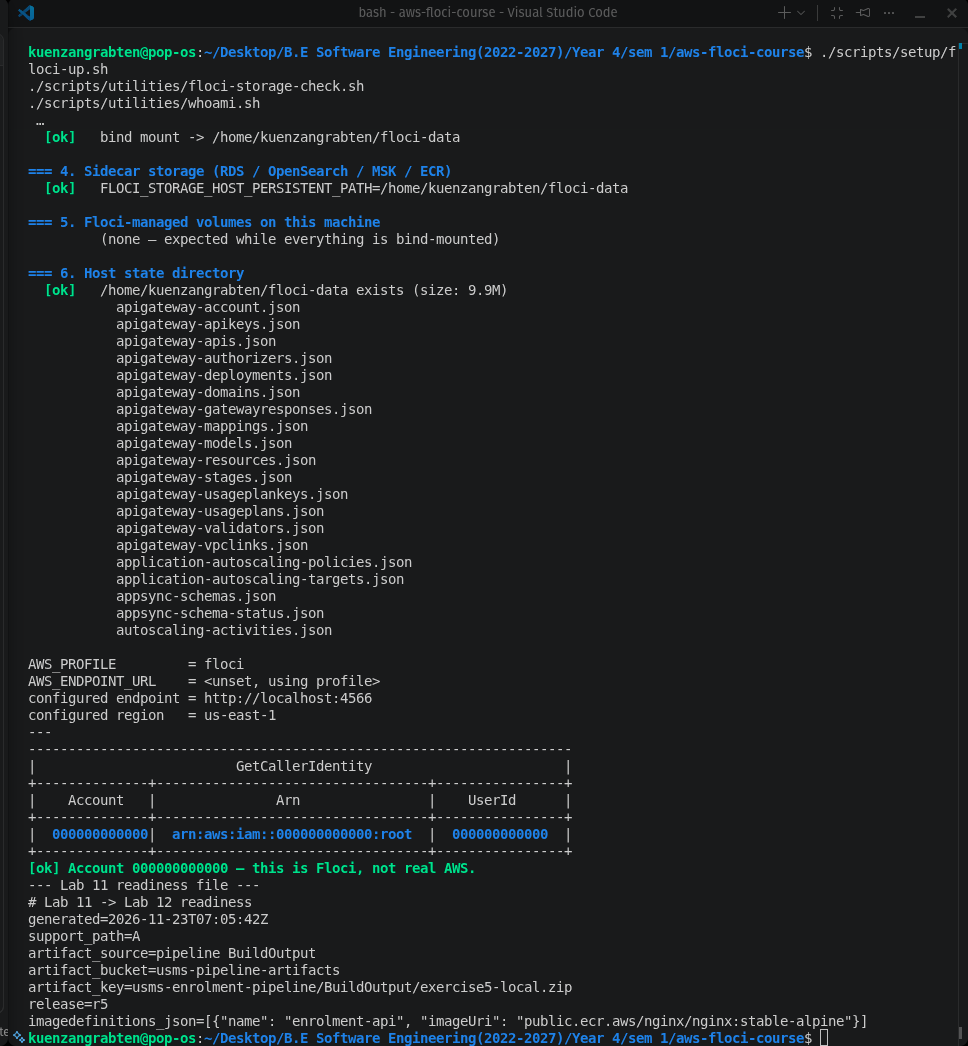 bash - aws-floci-course - Visual Studio Code
kuenzangrabten@pop-os:~/Desktop/B.E Software Engineering(2022-2027)/Year 4/sem 1/aws-floci-course$ ./scripts/setup/f
loci-up.sh
./scripts/utilities/floci-storage-check.sh
./scripts/utilities/whoami.sh
…
[ok]   bind mount -> /home/kuenzangrabten/floci-data
=== 4. Sidecar storage (RDS / OpenSearch / MSK / ECR)
[ok]   FLOCI_STORAGE_HOST_PERSISTENT_PATH=/home/kuenzangrabten/floci-data
=== 5. Floci-managed volumes on this machine
(none — expected while everything is bind-mounted)
=== 6. Host state directory
[ok]   /home/kuenzangrabten/floci-data exists (size: 9.9M)
apigateway-account.json
apigateway-apikeys.json
apigateway-apis.json
apigateway-authorizers.json
apigateway-deployments.json
apigateway-domains.json
apigateway-gatewayresponses.json
apigateway-mappings.json
apigateway-models.json
apigateway-resources.json
apigateway-stages.json
apigateway-usageplankeys.json
apigateway-usageplans.json
apigateway-validators.json
apigateway-vpclinks.json
application-autoscaling-policies.json
application-autoscaling-targets.json
appsync-schemas.json
appsync-schema-status.json
autoscaling-activities.json
AWS_PROFILE         = floci
AWS_ENDPOINT_URL    = <unset, using profile>
configured endpoint = http://localhost:4566
configured region   = us-east-1
---
-------------------------------------------------------------------
|                         GetCallerIdentity                        |
+--------------+----------------------------------+----------------+
|    Account   |               Arn                |    UserId      |
+--------------+----------------------------------+----------------+
|  000000000000|  arn:aws:iam::000000000000:root  |  000000000000  |
+--------------+----------------------------------+----------------+
[ok] Account 000000000000 — this is Floci, not real AWS.
--- Lab 11 readiness file ---
# Lab 11 -> Lab 12 readiness
generated=2026-11-23T07:05:42Z
support_path=A
artifact_source=pipeline BuildOutput
artifact_bucket=usms-pipeline-artifacts
artifact_key=usms-enrolment-pipeline/BuildOutput/exercise5-local.zip
release=r5
imagedefinitions_json=[{"name": "enrolment-api", "imageUri": "public.ecr.aws/nginx/nginx:stable-alpine"}]
kuenzangrabten@pop-os:~/Desktop/B.E Software Engineering(2022-2027)/Year 4/sem 1/aws-floci-course$